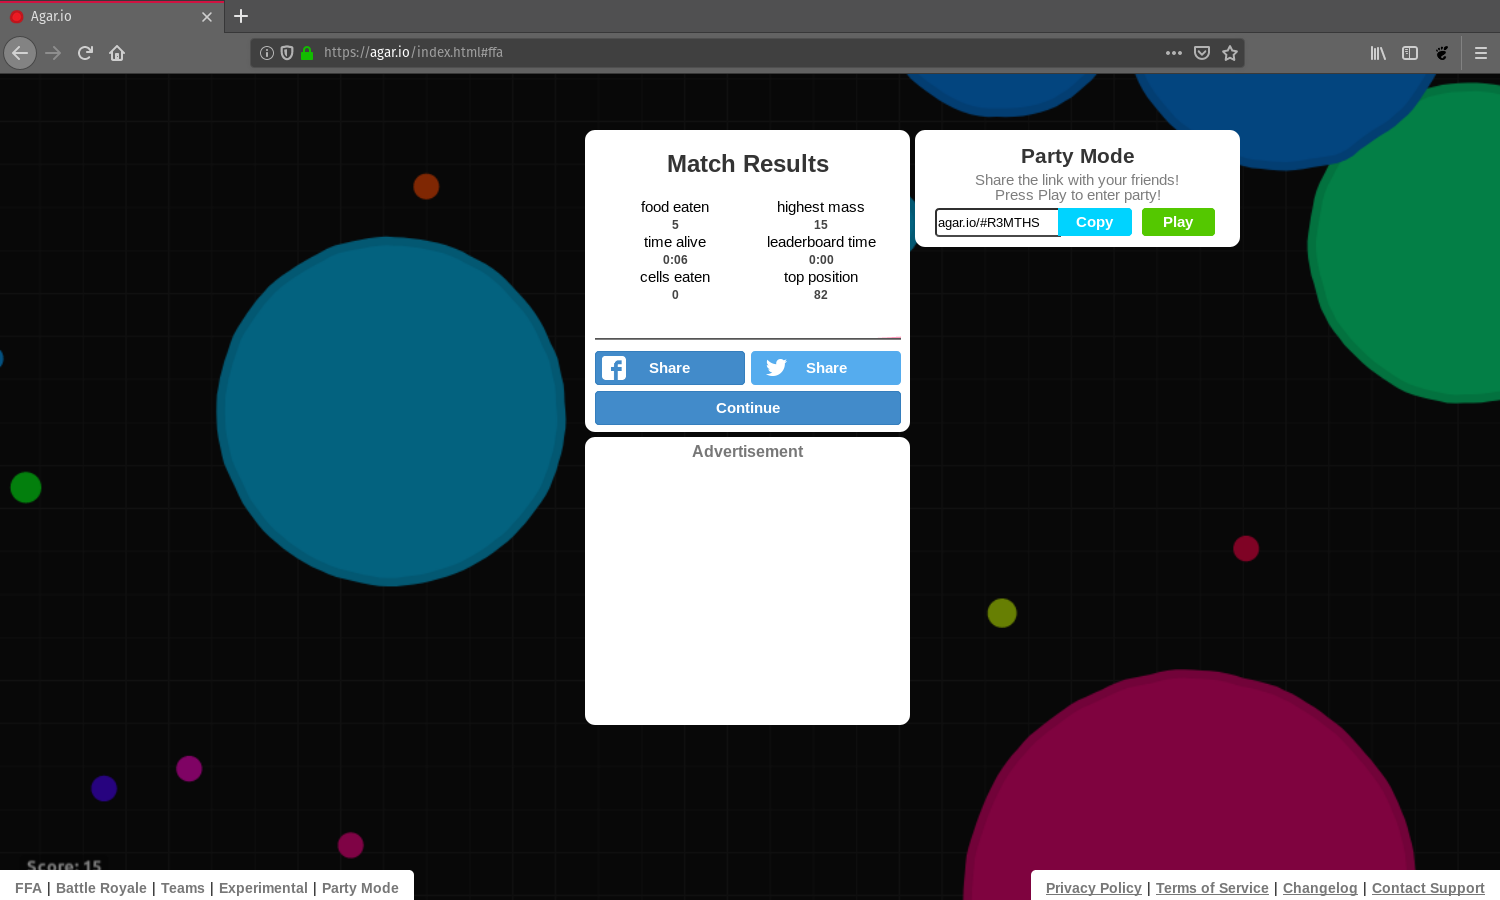 Agar.io
https://agar.io/index.html#ffa
Match Results
food eaten
5
highest mass
15
time alive
0:06
leaderboard time
0:00
cells eaten
0
top position
82
Share
Share
Continue
Advertisement
Party Mode
Share the link with your friends!
Press Play to enter party!
agar.io/#R3MTHS Copy Play
Score: 15
FFA | Battle Royale | Teams | Experimental | Party Mode
Privacy Policy | Terms of Service | Changelog | Contact Support